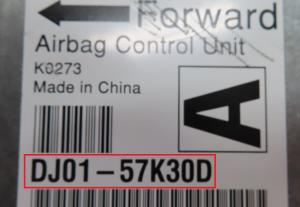 Forward
Airbag Control Unit
K0273
Made in China
A
DJ01-57K30D